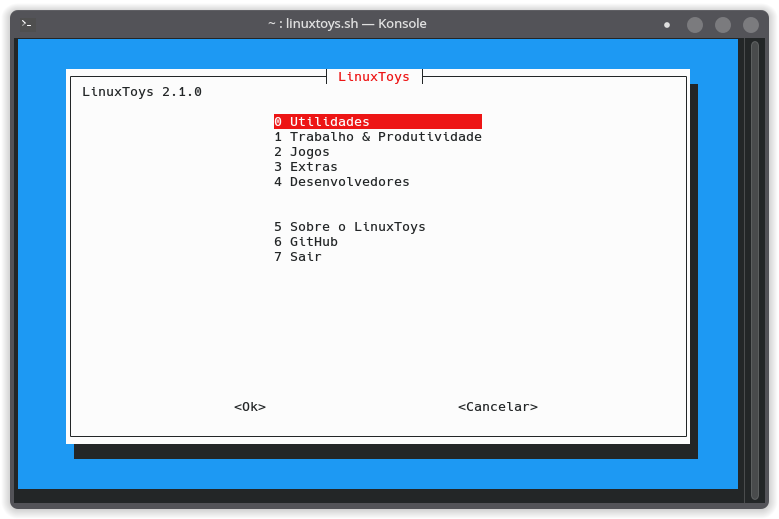 ~ : linuxtoys.sh — Konsole
LinuxToys
LinuxToys 2.1.0
0 Utilidades
1 Trabalho & Produtividade
2 Jogos
3 Extras
4 Desenvolvedores
5 Sobre o LinuxToys
6 GitHub
7 Sair
<Ok> <Cancelar>